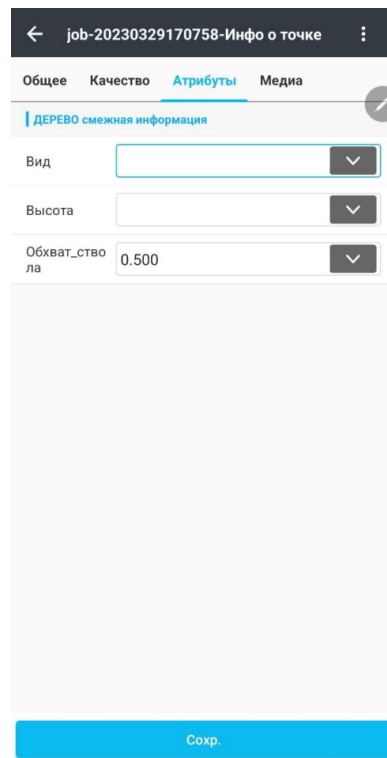 job-20230329170758-Инфо о точке
Общее Качество Атрибуты Медиа
ДЕРЕВО смежная информация
Вид
Высота
Обхват_ство
ла
0.500
Сохр.